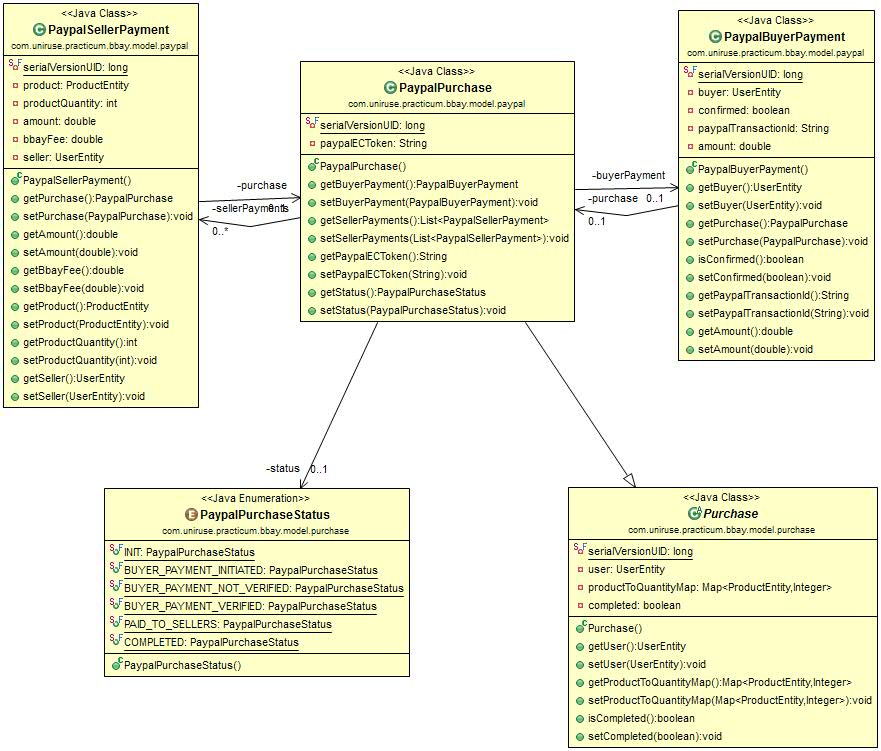 <<Java Class>>
PaypalSellerPayment
com.uniruse.practicum.bbay.model.paypal
serialVersionUID: long
product: ProductEntity
productQuantity: int
amount: double
bbayFee: double
seller: UserEntity
PaypalSellerPayment()
getPurchase():PaypalPurchase
setPurchase(PaypalPurchase):void
getAmount():double
setAmount(double):void
getBbayFee():double
setBbayFee(double):void
getProduct():ProductEntity
setProduct(ProductEntity):void
getProductQuantity():int
setProductQuantity(int):void
getSeller():UserEntity
setSeller(UserEntity):void
-purchase
0..1
-sellerPayments
0..*
<<Java Class>>
PaypalPurchase
com.uniruse.practicum.bbay.model.paypal
serialVersionUID: long
paypalECToken: String
PaypalPurchase()
getBuyerPayment():PaypalBuyerPayment
setBuyerPayment(PaypalBuyerPayment):void
getSellerPayments():List<PaypalSellerPayment>
setSellerPayments(List<PaypalSellerPayment>):void
getPaypalECToken():String
setPaypalECToken(String):void
getStatus():PaypalPurchaseStatus
setStatus(PaypalPurchaseStatus):void
-buyerPayment
0..1
-purchase
0..1
<<Java Class>>
PaypalBuyerPayment
com.uniruse.practicum.bbay.model.paypal
serialVersionUID: long
buyer: UserEntity
confirmed: boolean
paypalTransactionId: String
amount: double
PaypalBuyerPayment()
getBuyer():UserEntity
setBuyer(UserEntity):void
getPurchase():PaypalPurchase
setPurchase(PaypalPurchase):void
isConfirmed():boolean
setConfirmed(boolean):void
getPaypalTransactionId():String
setPaypalTransactionId(String):void
getAmount():double
setAmount(double):void
-status
0..1
<<Java Enumeration>>
PaypalPurchaseStatus
com.uniruse.practicum.bbay.model.purchase
INIT: PaypalPurchaseStatus
BUYER_PAYMENT_INITIATED: PaypalPurchaseStatus
BUYER_PAYMENT_NOT_VERIFIED: PaypalPurchaseStatus
BUYER_PAYMENT_VERIFIED: PaypalPurchaseStatus
PAID_TO_SELLERS: PaypalPurchaseStatus
COMPLETED: PaypalPurchaseStatus
PaypalPurchaseStatus()
<<Java Class>>
Purchase
com.uniruse.practicum.bbay.model.purchase
serialVersionUID: long
user: UserEntity
productToQuantityMap: Map<ProductEntity,Integer>
completed: boolean
Purchase()
getUser():UserEntity
setUser(UserEntity):void
getProductToQuantityMap():Map<ProductEntity,Integer>
setProductToQuantityMap(Map<ProductEntity,Integer>):void
isCompleted():boolean
setCompleted(boolean):void